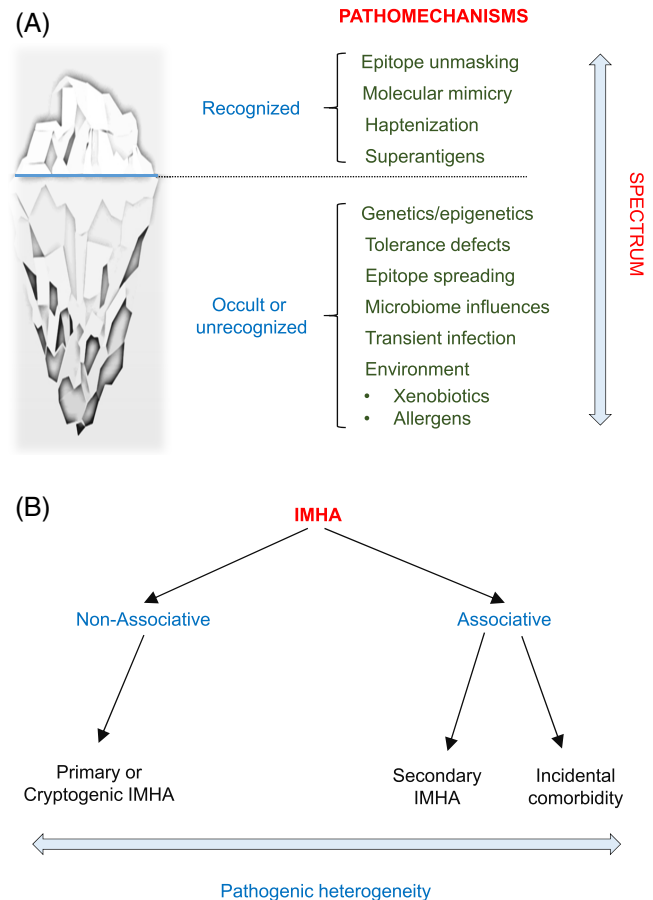 (A)
PATHOMECHANISMS
Recognized
Epitope unmasking
Molecular mimicry
Haptenization
Superantigens
Occult or
unrecognized
Genetics/epigenetics
Tolerance defects
Epitope spreading
Microbiome influences
Transient infection
Environment
• Xenobiotics
• Allergens
SPECTRUM
(B)
IMHA
Non-Associative
Associative
Primary or
Cryptogenic IMHA
Secondary
IMHA
Incidental
comorbidity
Pathogenic heterogeneity